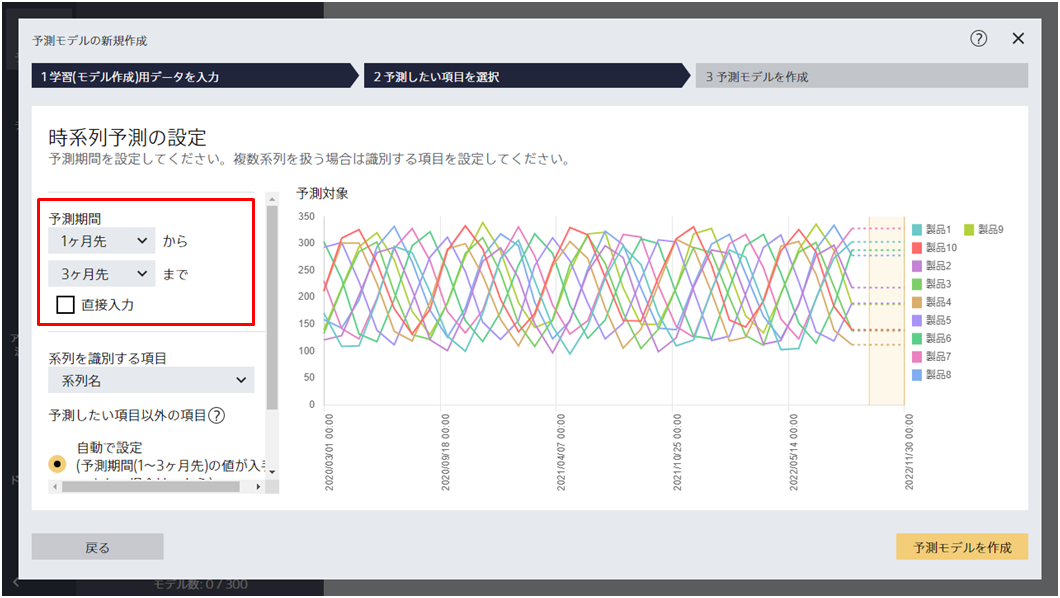 予測モデルの新規作成
?
1 学習(モデル作成)用データを入力
2 予測したい項目を選択
3 予測モデルを作成
時系列予測の設定
予測期間を設定してください。複数系列を扱う場合は識別する項目を設定してください。
予測期間
1ヶ月先 から
3ヶ月先 まで
直接入力
系列を識別する項目
系列名
予測したい項目以外の項目 ?
自動で設定
(予測期間(1～3ヶ月先)の値が入手
予測対象
350
300
250
200
150
100
50
0
2020/03/01 00:00
2020/09/18 00:00
2021/04/07 00:00
2021/10/25 00:00
2022/05/14 00:00
2022/11/30 00:00
製品1 製品9
製品10
製品2
製品3
製品4
製品5
製品6
製品7
製品8
戻る
予測モデルを作成
モデル数: 0 / 300